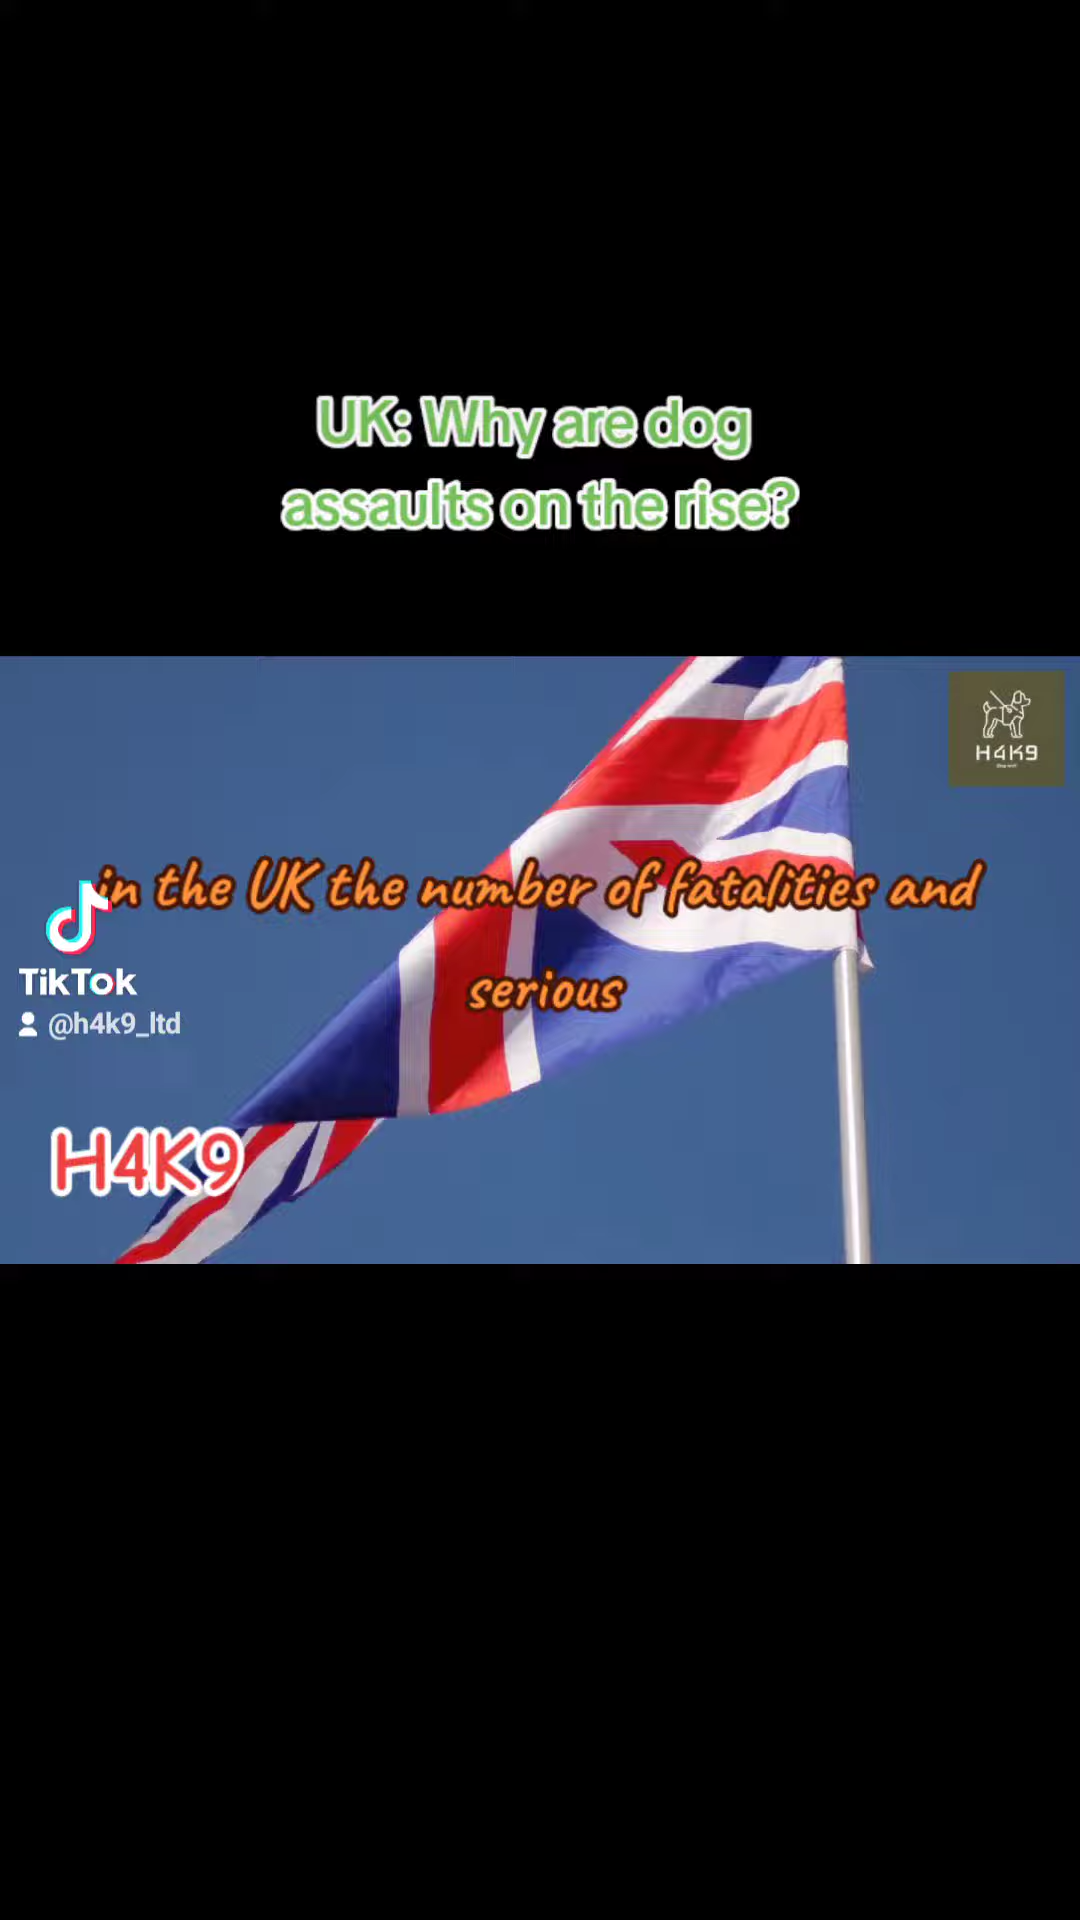 UK: Why are dog
assaults on the rise?
H4K9
in the UK the number of fatalities and
serious
TikTok
@h4k9_ltd
H4K9